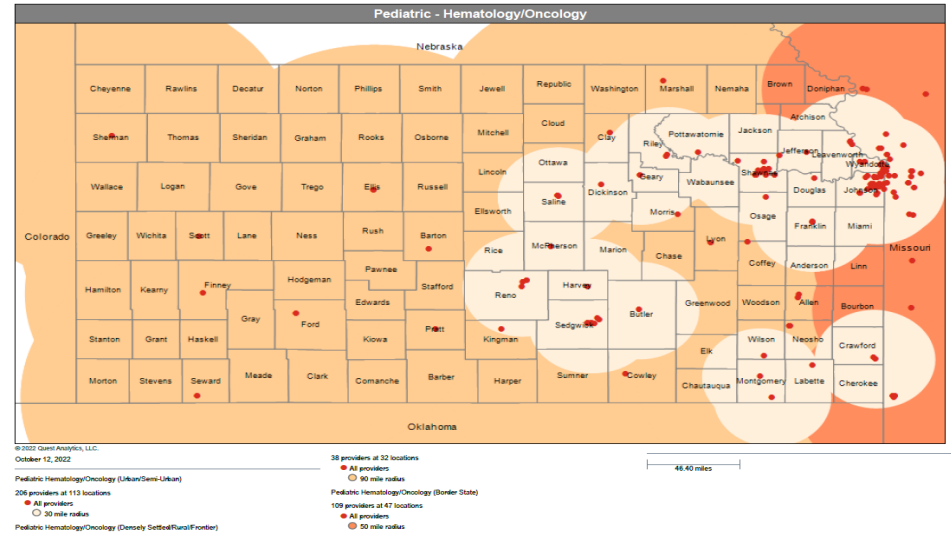 Pediatric - Hematology/Oncology
Nebraska
Cheyenne Rawlins Decatur Norton Phillips Smith Jewell Republic Washington Marshall Nemaha Brown Doniphan
Sherman Thomas Sheridan Graham Rooks Osborne Mitchell Cloud Clay Riley Pottawatomie Jackson Atchison
Jefferson Leavenworth Wyandotte
Wallace Logan Gove Trego Ellis Russell Lincoln Ottawa Saline Dickinson Geary Wabaunsee Shawnee Douglas Johnson
Colorado Greeley Wichita Scott Lane Ness Rush Barton Ellsworth Rice McPherson Marion Morris Chase Lyon Osage Coffey Franklin Anderson Miami Linn Missouri
Hamilton Kearny Finney Hodgeman Pawnee Edwards Stafford Reno Harvey Butler Greenwood Woodson Allen Bourbon
Stanton Grant Haskell Gray Ford Kiowa Pratt Kingman Sedgwick Elk Wilson Neosho Crawford
Morton Stevens Seward Meade Clark Comanche Barber Harper Sumner Cowley Chautauqua Montgomery Labette Cherokee
Oklahoma
© 2022 Quest Analytics, LLC.
October 12, 2022
Pediatric Hematology/Oncology (Urban/Semi-Urban)
206 providers at 113 locations
All providers
30 mile radius
Pediatric Hematology/Oncology (Densely Settled/Rural/Frontier)
38 providers at 32 locations
All providers
90 mile radius
Pediatric Hematology/Oncology (Border State)
109 providers at 47 locations
All providers
50 mile radius
46.40 miles